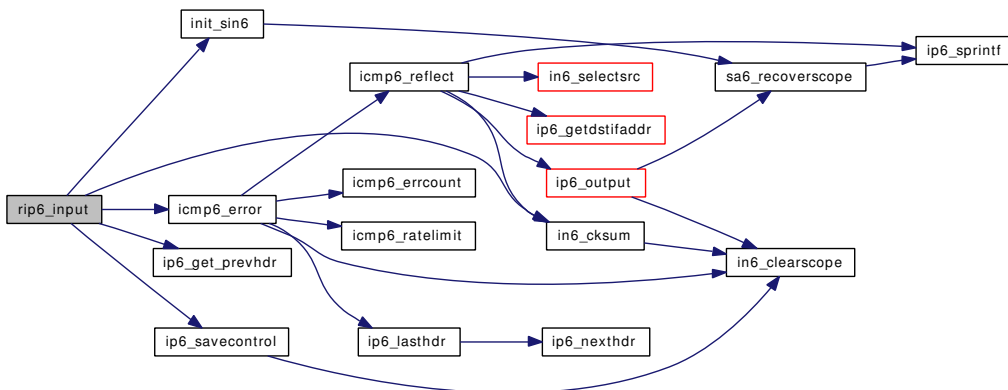 init_sin6
ip6_sprintf
icmp6_reflect
in6_selectsrc
sa6_recoverscope
ip6_getdstifaddr
icmp6_errcount
ip6_output
rip6_input
icmp6_error
icmp6_ratelimit
in6_cksum
ip6_get_prevhdr
in6_clearscope
ip6_savecontrol
ip6_lasthdr
ip6_nexthdr